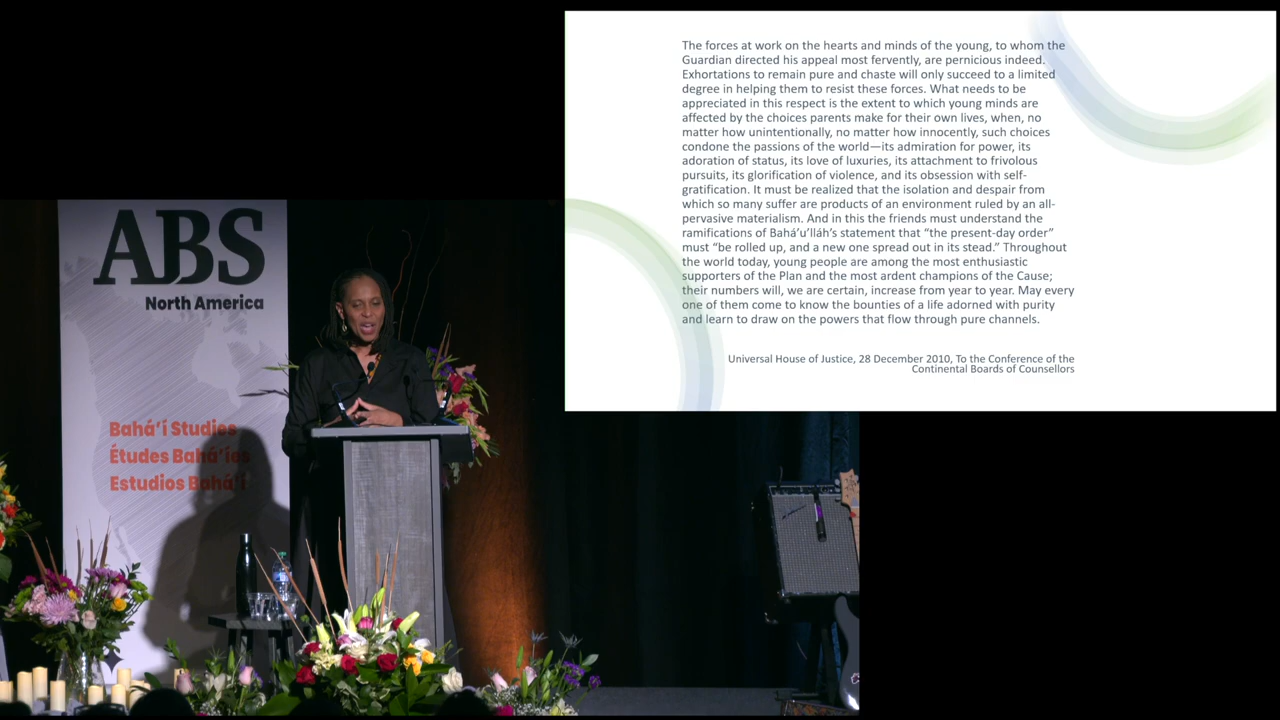 ABS
North America
Bahá'í Studies
Études Bahá'íes
Estudios Bahá'í
The forces at work on the hearts and minds of the young, to whom the
Guardian directed his appeal most fervently, are pernicious indeed.
Exhortations to remain pure and chaste will only succeed to a limited
degree in helping them to resist these forces. What needs to be
appreciated in this respect is the extent to which young minds are
affected by the choices parents make for their own lives, when, no
matter how unintentionally, no matter how innocently, such choices
condone the passions of the world—its admiration for power, its
adoration of status, its love of luxuries, its attachment to frivolous
pursuits, its glorification of violence, and its obsession with self-
gratification. It must be realized that the isolation and despair from
which so many suffer are products of an environment ruled by an all-
pervasive materialism. And in this the friends must understand the
ramifications of Bahá'u'lláh's statement that “the present-day order”
must “be rolled up, and a new one spread out in its stead.” Throughout
the world today, young people are among the most enthusiastic
supporters of the Plan and the most ardent champions of the Cause;
their numbers will, we are certain, increase from year to year. May every
one of them come to know the bounties of a life adorned with purity
and learn to draw on the powers that flow through pure channels.
Universal House of Justice, 28 December 2010, To the Conference of the
Continental Boards of Counsellors